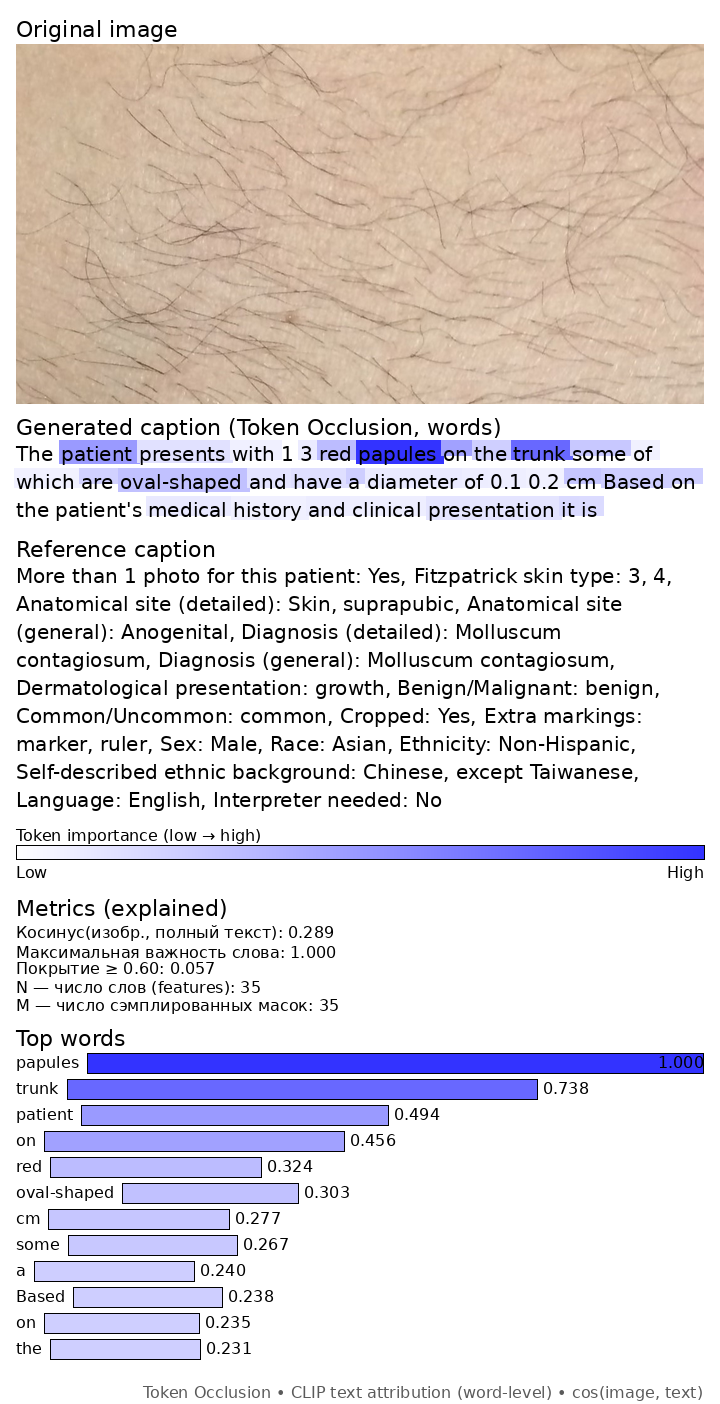 Original image
Generated caption (Token Occlusion, words)
The patient presents with 1 3 red papules on the trunk some of
which are oval-shaped and have a diameter of 0.1 0.2 cm Based on
the patient's medical history and clinical presentation it is
Reference caption
More than 1 photo for this patient: Yes, Fitzpatrick skin type: 3, 4,
Anatomical site (detailed): Skin, suprapubic, Anatomical site
(general): Anogenital, Diagnosis (detailed): Molluscum
contagiosum, Diagnosis (general): Molluscum contagiosum,
Dermatological presentation: growth, Benign/Malignant: benign,
Common/Uncommon: common, Cropped: Yes, Extra markings:
marker, ruler, Sex: Male, Race: Asian, Ethnicity: Non-Hispanic,
Self-described ethnic background: Chinese, except Taiwanese,
Language: English, Interpreter needed: No
Token importance (low → high)
Low High
Metrics (explained)
Косинус(изобр., полный текст): 0.289
Максимальная важность слова: 1.000
Покрытие ≥ 0.60: 0.057
N — число слов (features): 35
M — число сэмплированных масок: 35
Top words
papules 1.000
trunk 0.738
patient 0.494
on 0.456
red 0.324
oval-shaped 0.303
cm 0.277
some 0.267
a 0.240
Based 0.238
on 0.235
the 0.231
Token Occlusion • CLIP text attribution (word-level) • cos(image, text)